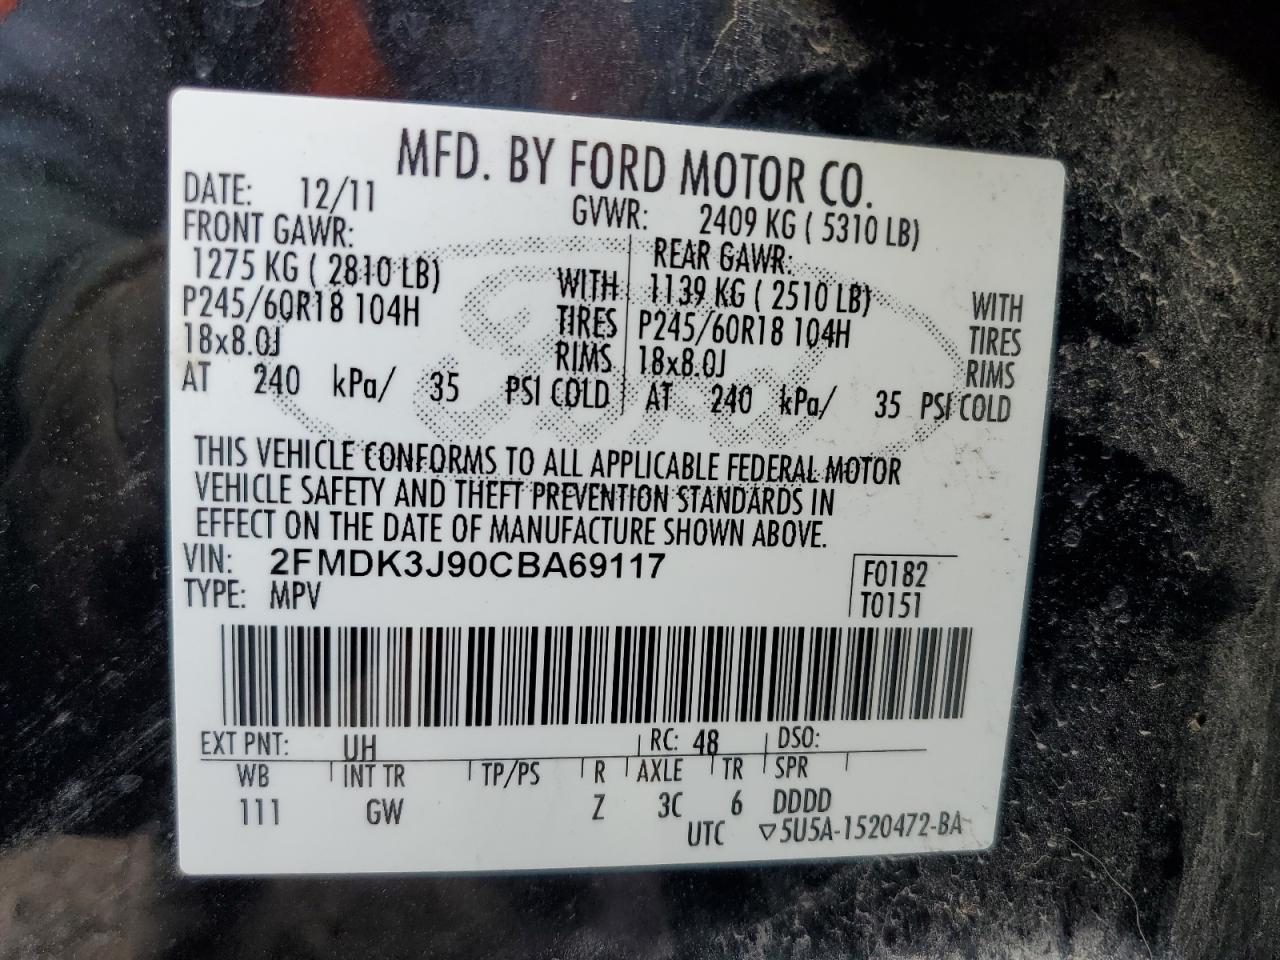 MFD. BY FORD MOTOR CO.
DATE: 12/11 GVWR: 2409 KG ( 5310 LB)
FRONT GAWR: REAR GAWR:
1275 KG ( 2810 LB) WITH 1139 KG ( 2510 LB) WITH
P245/60R18 104H TIRES P245/60R18 104H TIRES
18x8.0J RIMS 18x8.0J RIMS
AT 240 kPa/ 35 PSI COLD AT 240 kPa/ 35 PSI COLD
Ford
THIS VEHICLE CONFORMS TO ALL APPLICABLE FEDERAL MOTOR
VEHICLE SAFETY AND THEFT PREVENTION STANDARDS IN
EFFECT ON THE DATE OF MANUFACTURE SHOWN ABOVE.
VIN: 2FMDK3J90CBA69117 F0182
TYPE: MPV T0151
EXT PNT: UH RC: 48 DSO:
WB INT TR TP/PS R AXLE TR SPR
111 GW Z 3C 6 DDDD
UTC ▽5U5A-1520472-BA